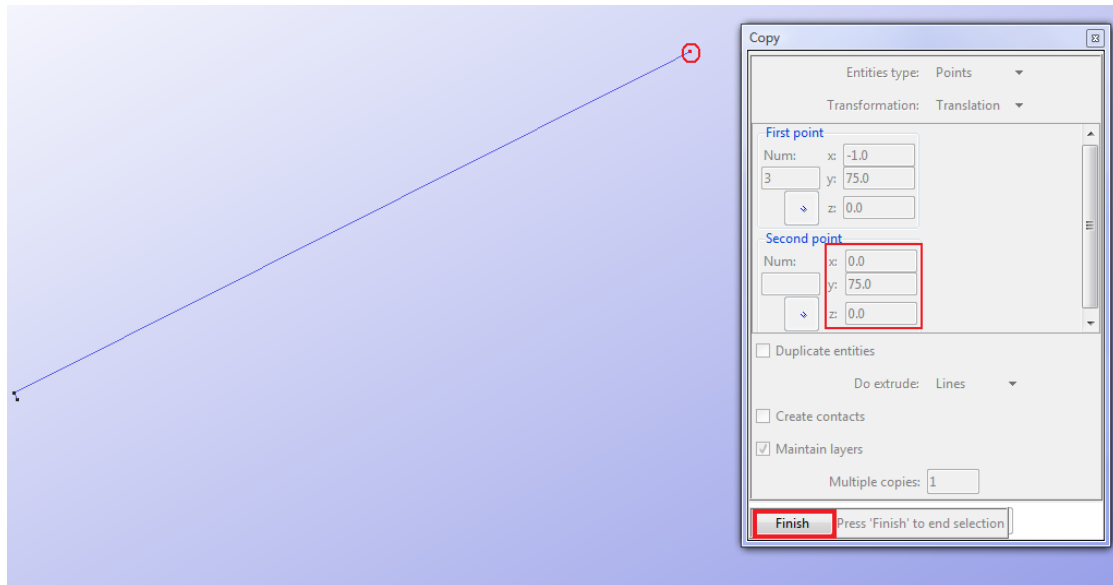 Copy
Entities type: Points
Transformation: Translation
First point
Num: x: -1.0
3 y: 75.0
z: 0.0
Second point
Num: x: 0.0
y: 75.0
z: 0.0
Duplicate entities
Do extrude: Lines
Create contacts
Maintain layers
Multiple copies: 1
Finish Press 'Finish' to end selection